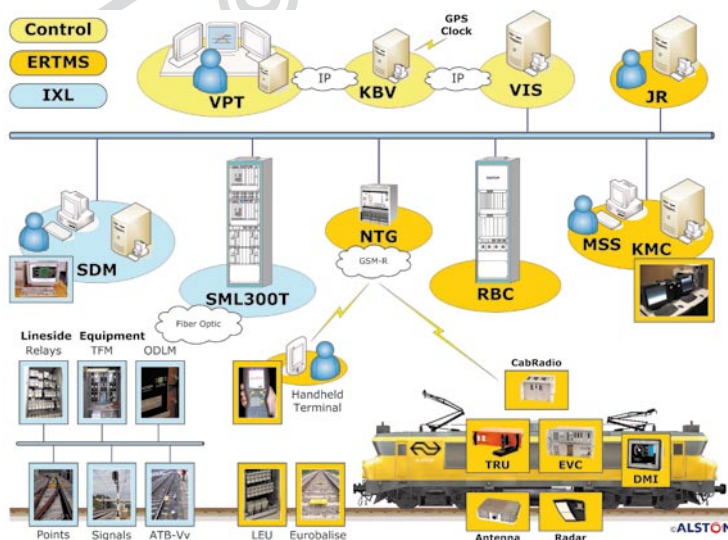 Control
ERTMS
IXL
VPT
IP
KBV
GPS
Clock
IP
VIS
JR
SDM
SML300T
NTG
GSM-R
RBC
MSS
KMC
Fiber Optic
Lineside Equipment
Relays
TFM
ODLM
Handheld
Terminal
CabRadio
TRU
EVC
DMI
Points
Signals
ATB-Vv
LEU
Eurobalise
Antenna
Radar
©ALSTOM